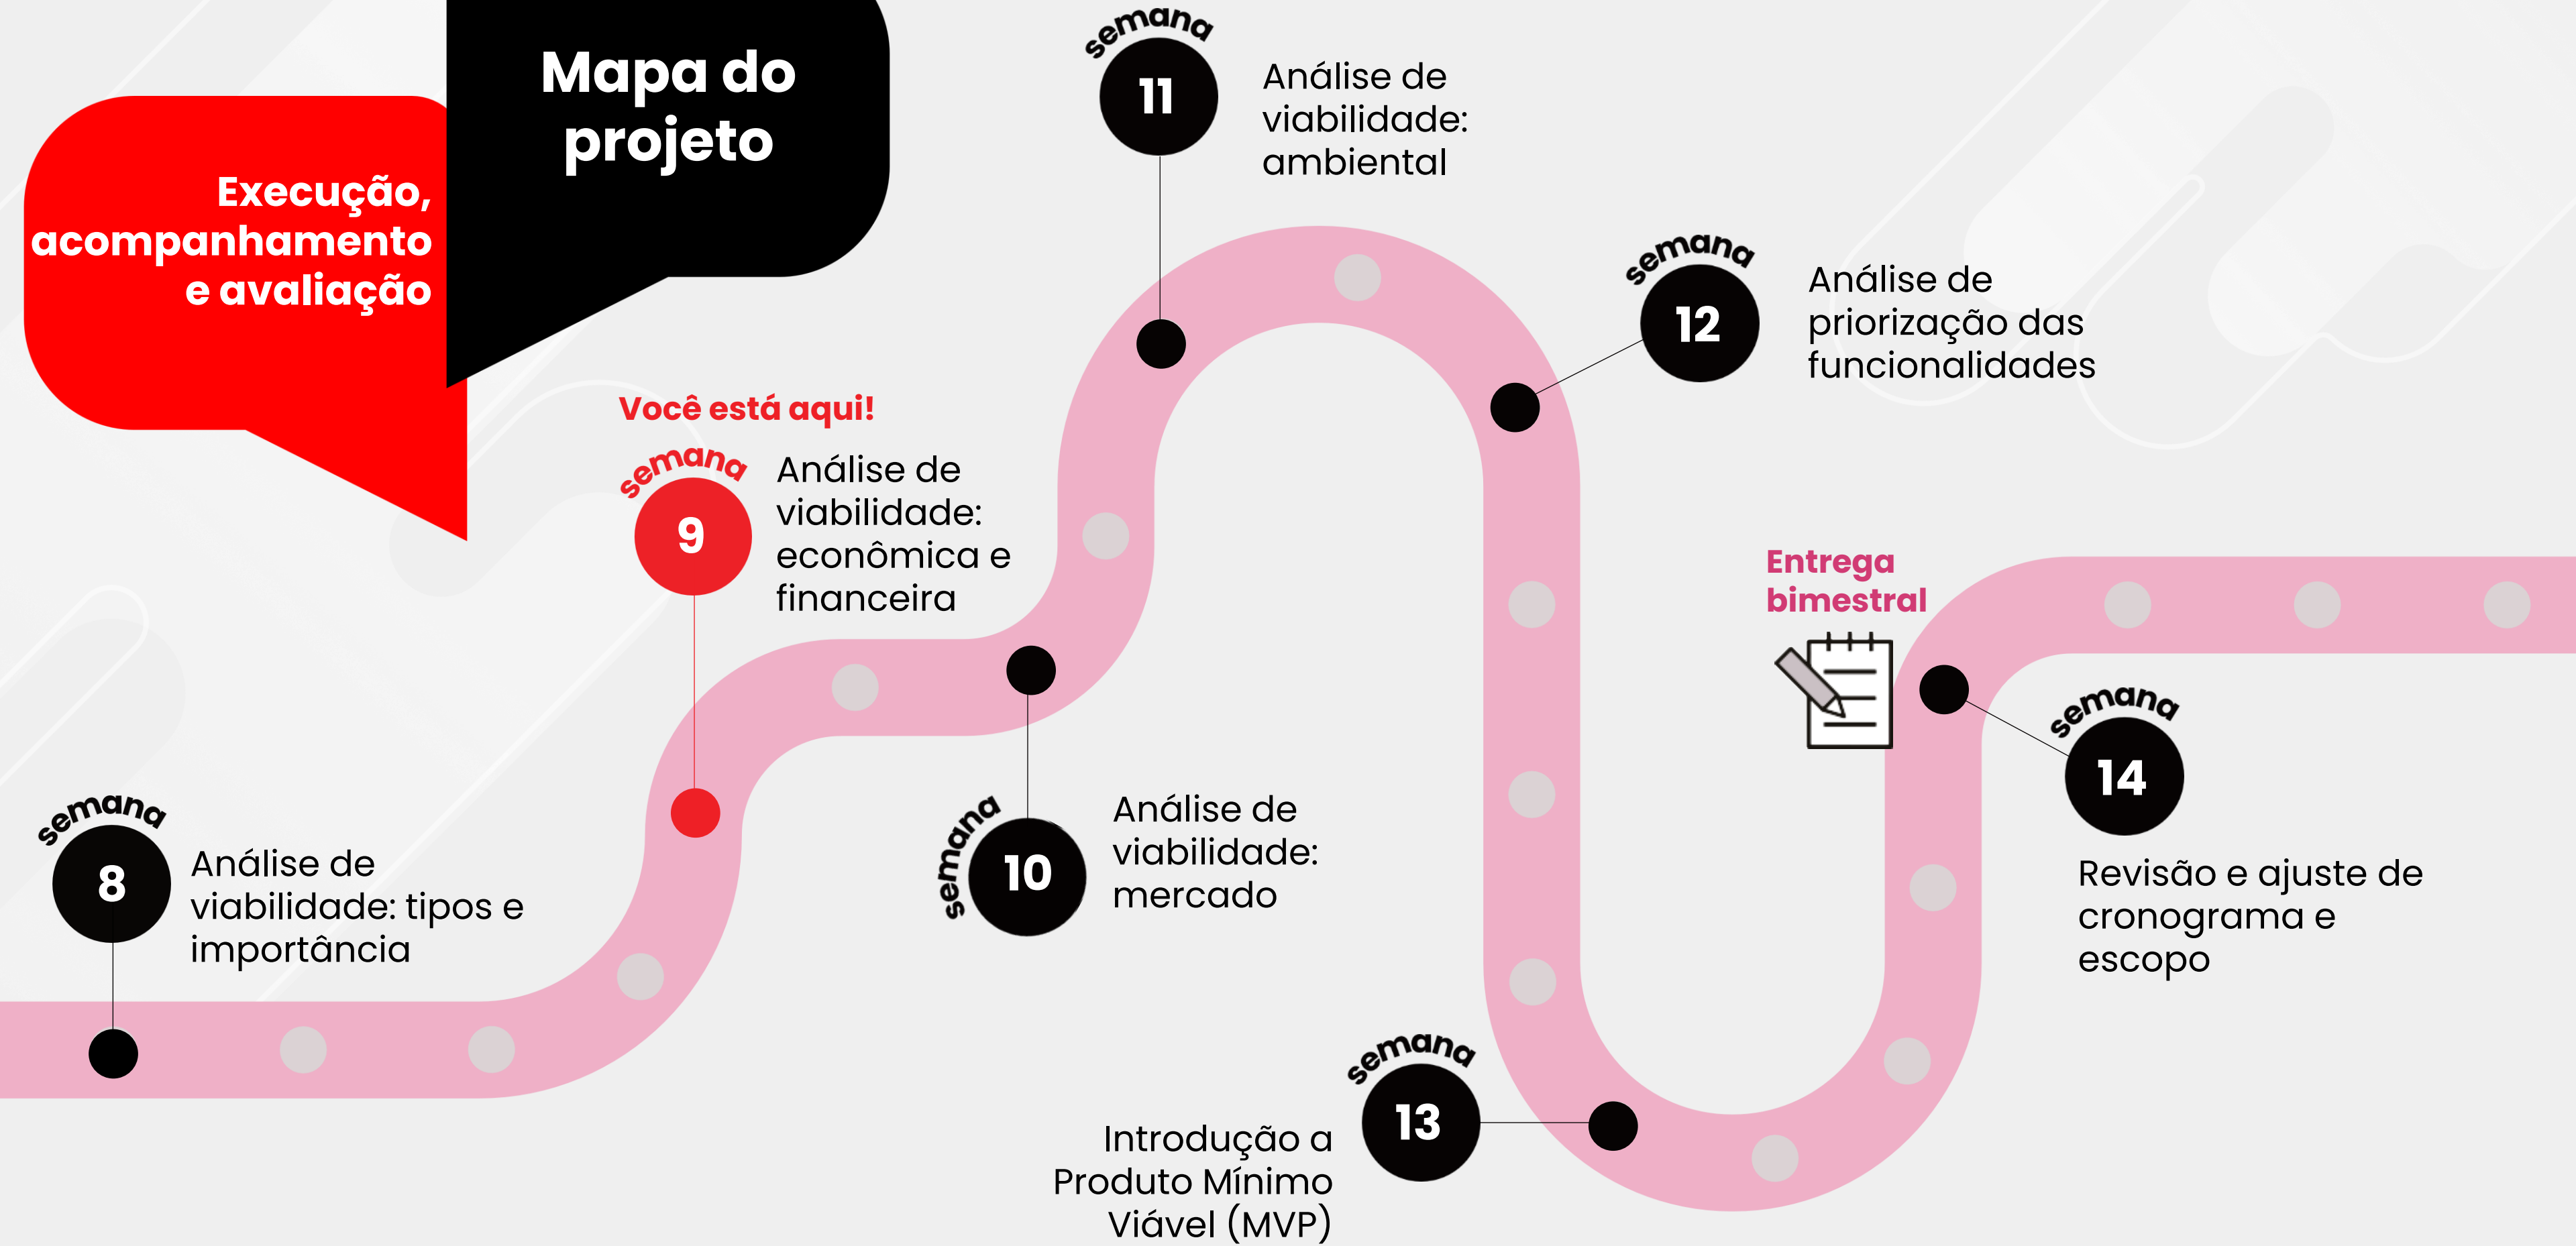 Mapa do
projeto
Execução,
acompanhamento
e avaliação
semana
8
Análise de
viabilidade: tipos e
importância
Você está aqui!
semana
9
Análise de
viabilidade:
econômica e
financeira
semana
10
Análise de
viabilidade:
mercado
semana
11
Análise de
viabilidade:
ambiental
semana
12
Análise de
priorização das
funcionalidades
semana
13
Introdução a
Produto Mínimo
Viável (MVP)
Entrega
bimestral
semana
14
Revisão e ajuste de
cronograma e
escopo